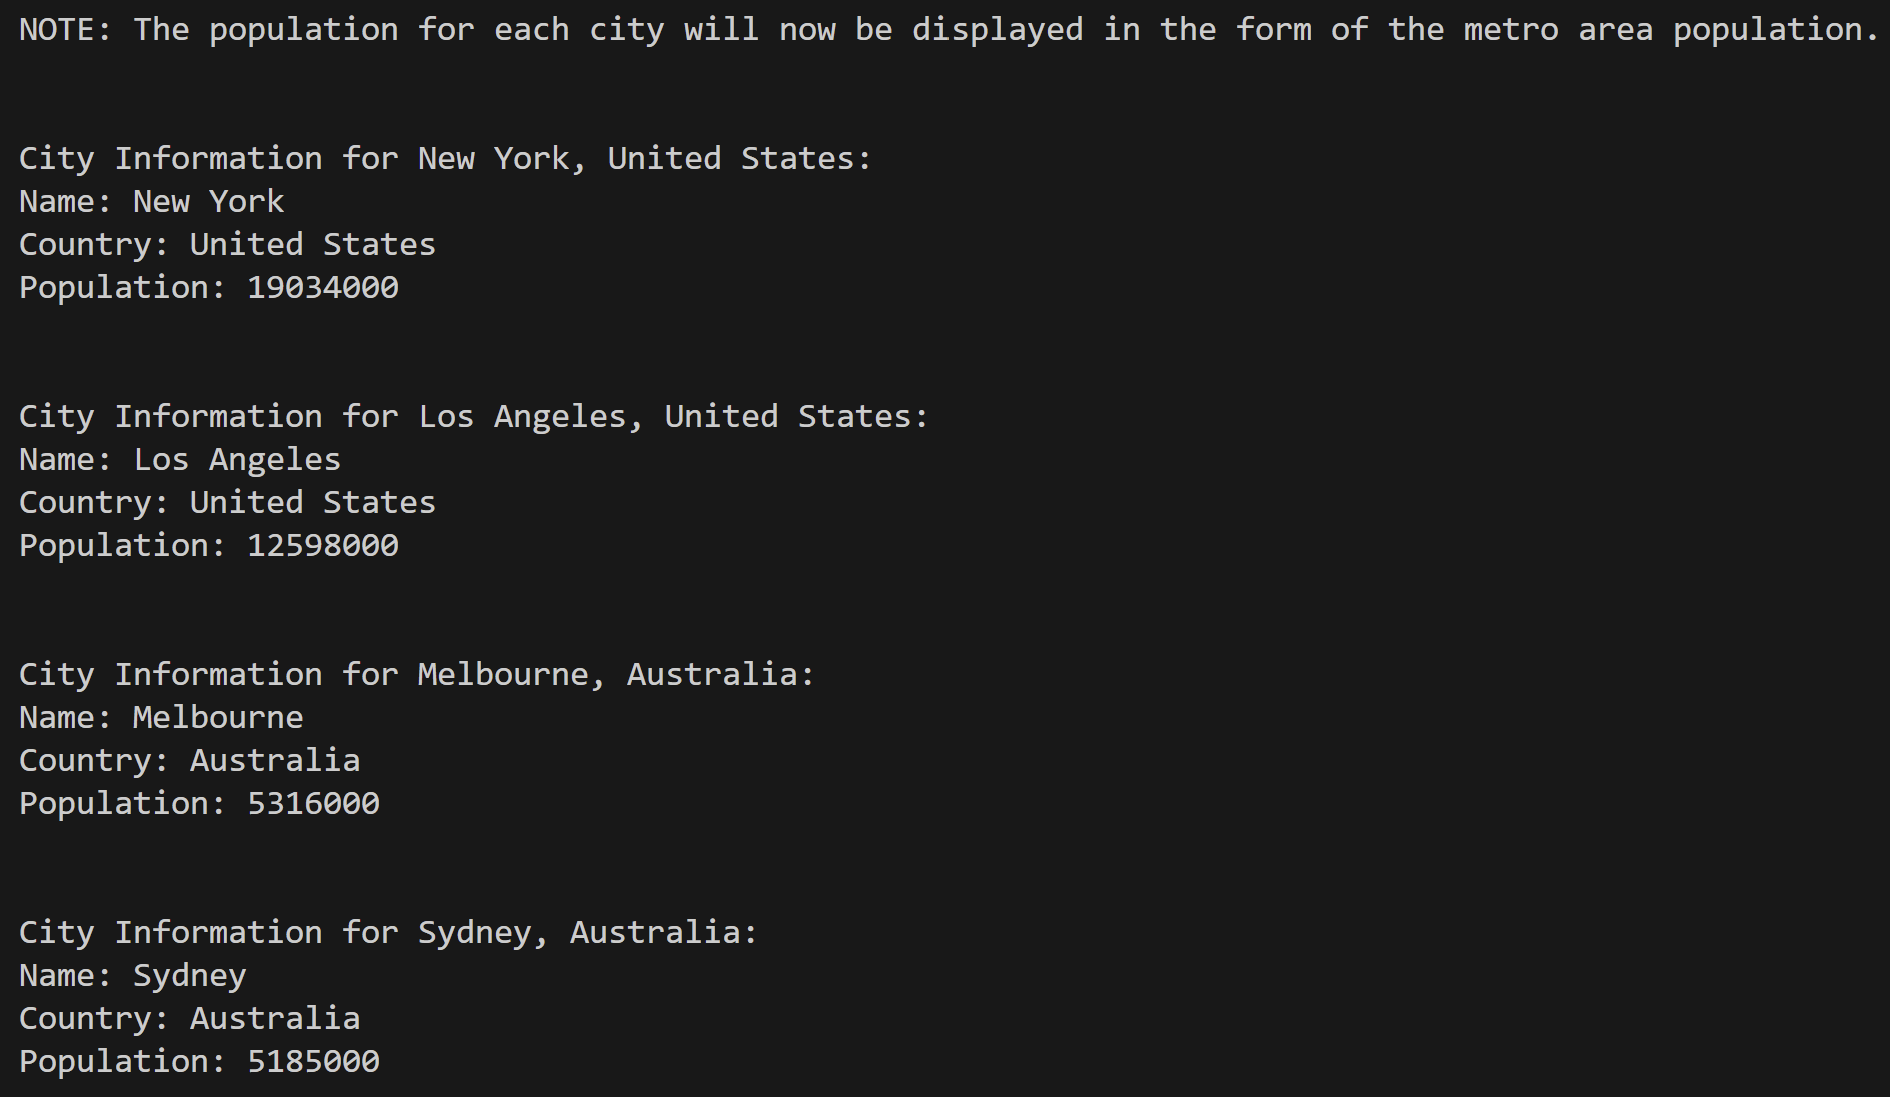 NOTE: The population for each city will now be displayed in the form of the metro area population.
City Information for New York, United States:
Name: New York
Country: United States
Population: 19034000
City Information for Los Angeles, United States:
Name: Los Angeles
Country: United States
Population: 12598000
City Information for Melbourne, Australia:
Name: Melbourne
Country: Australia
Population: 5316000
City Information for Sydney, Australia:
Name: Sydney
Country: Australia
Population: 5185000